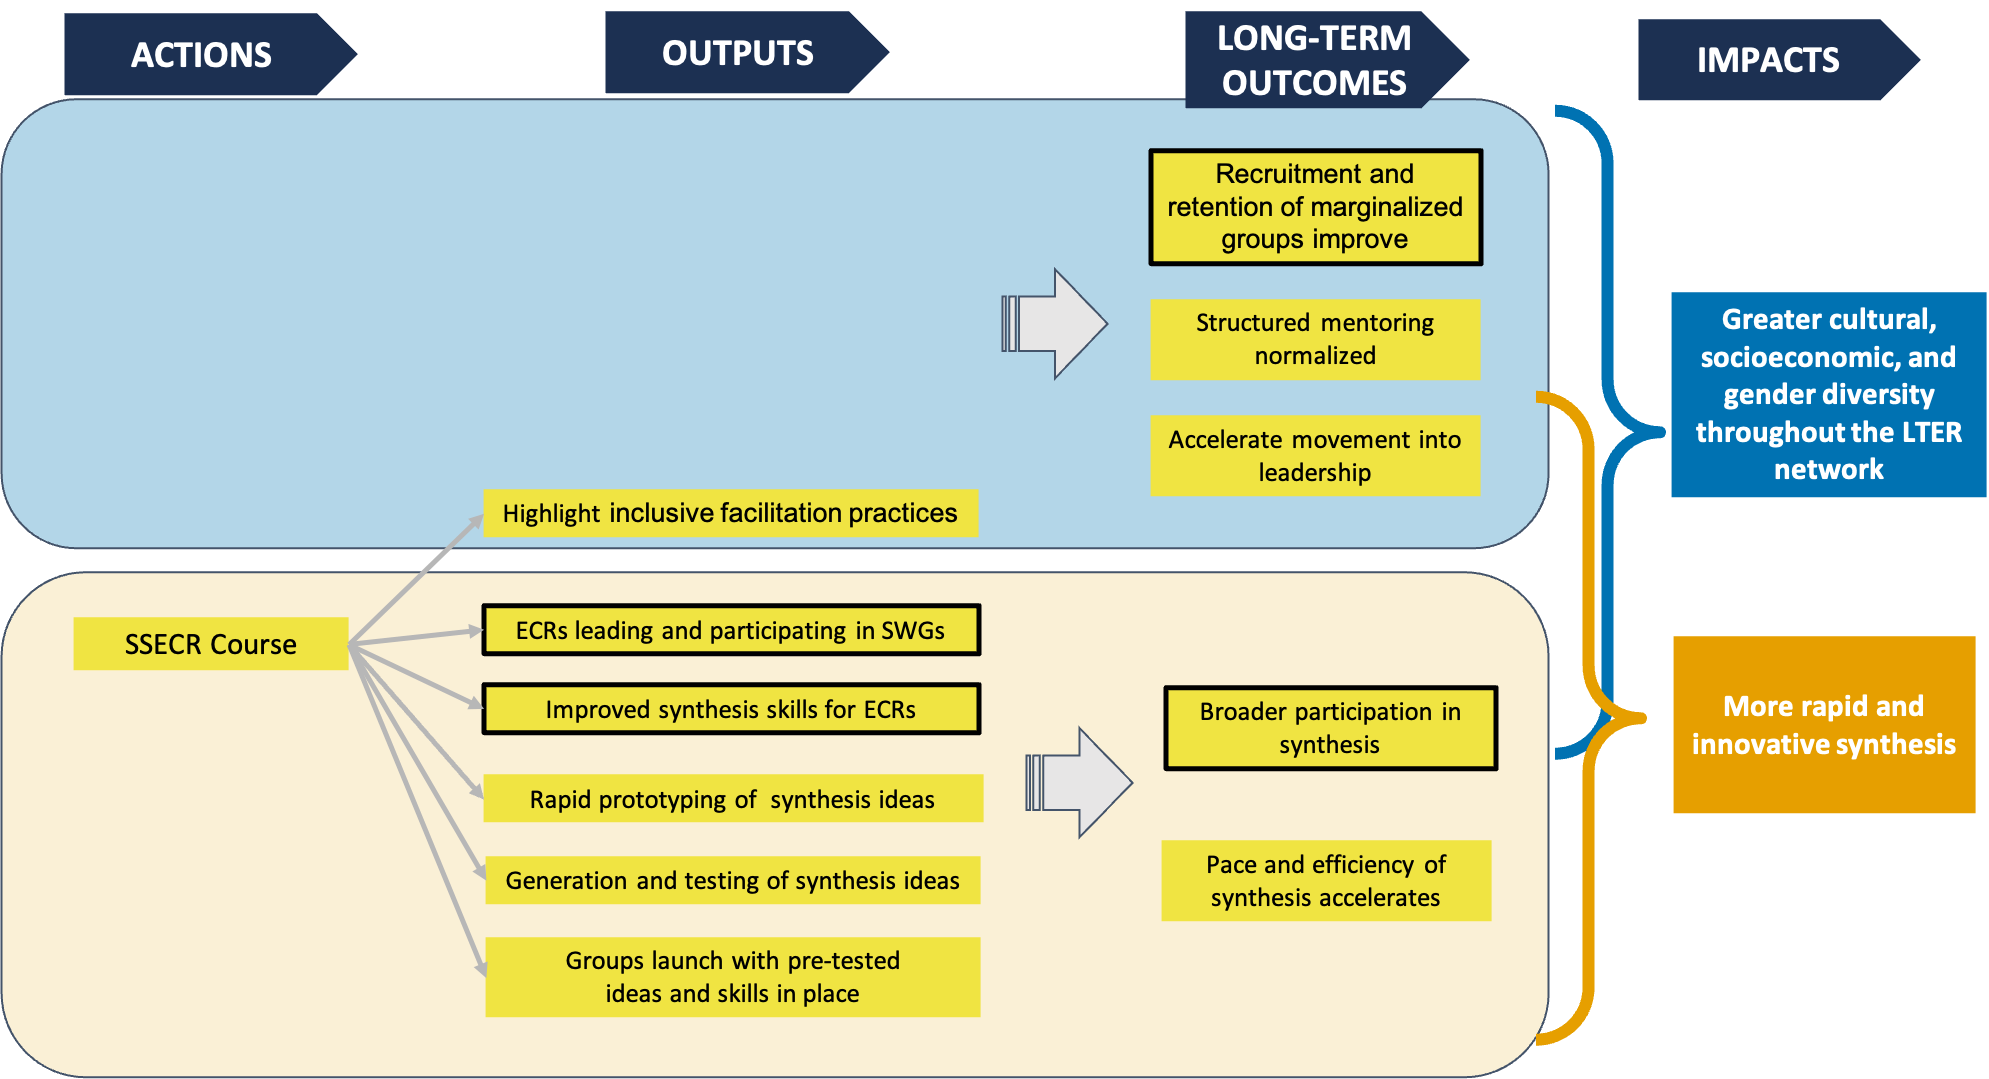 ACTIONS
OUTPUTS
LONG-TERM
OUTCOMES
IMPACTS
Recruitment and
retention of marginalized
groups improve
Structured mentoring
normalized
Accelerate movement into
leadership
Highlight inclusive facilitation practices
Greater cultural,
socioeconomic, and
gender diversity
throughout the LTER
network
SSECR Course
ECRs leading and participating in SWGs
Improved synthesis skills for ECRs
Rapid prototyping of synthesis ideas
Generation and testing of synthesis ideas
Groups launch with pre-tested
ideas and skills in place
Broader participation in
synthesis
Pace and efficiency of
synthesis accelerates
More rapid and
innovative synthesis